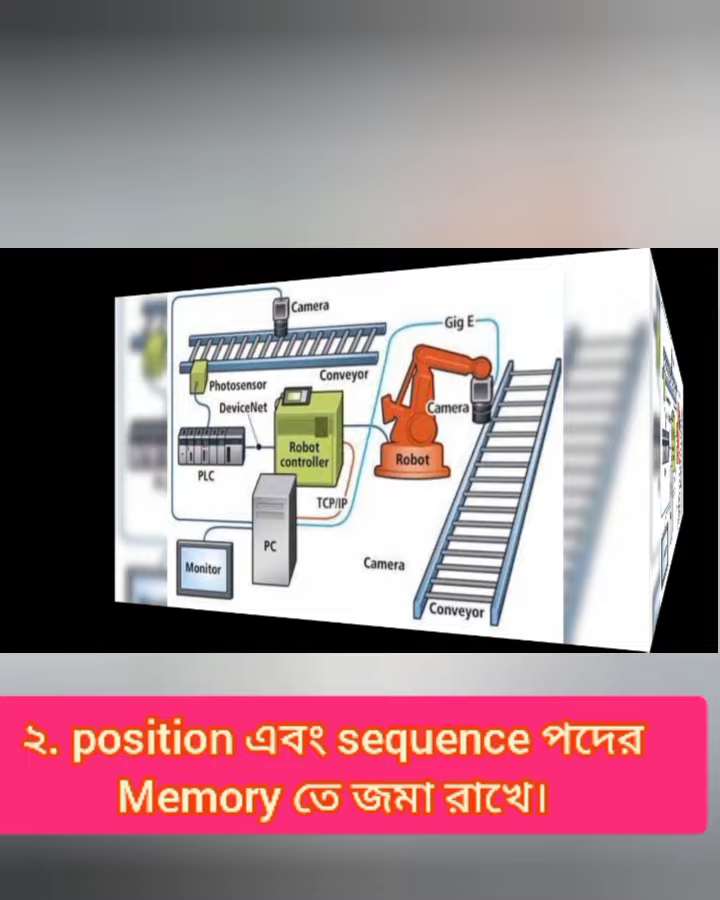 Camera
Gig E
Conveyor
Photosensor
DeviceNet
Camera
Robot
controller
Robot
PLC
TCP/IP
PC
Camera
Monitor
Conveyor
২. position এবং sequence পদের
Memory তে জমা রাখে।